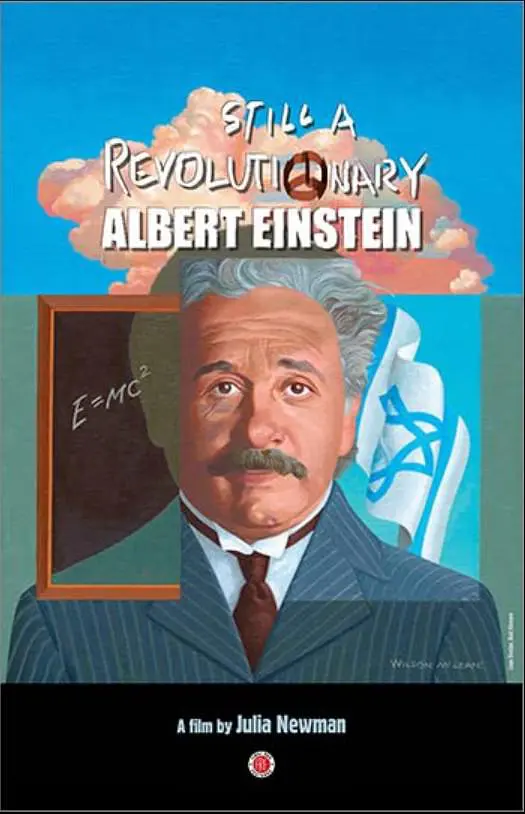 STILL A
REVOLUTIONARY
ALBERT EINSTEIN
E=MC²
WILSON McLEAN
A film by Julia Newman